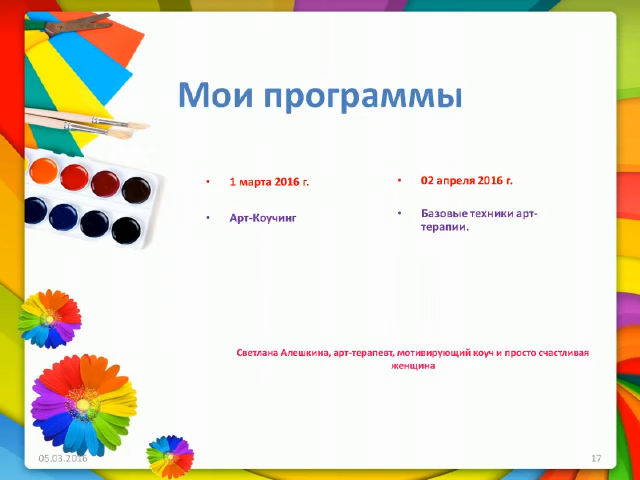 Мои программы
• 1 марта 2016 г.
• Арт-Коучинг
• 02 апреля 2016 г.
• Базовые техники арт-
терапии.
Светлана Алешкина, арт-терапевт, мотивирующий коуч и просто счастливая
женщина
05.03.2016
17